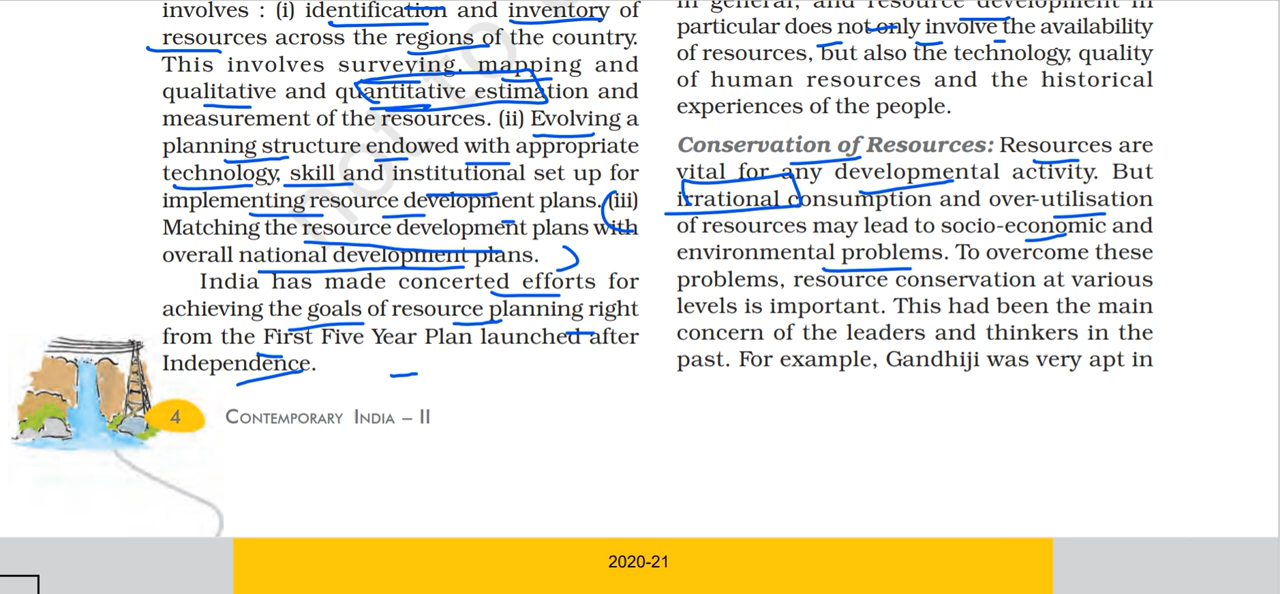 involves : (i) identification and inventory of
resources across the regions of the country.
This involves surveying, mapping and
qualitative and quantitative estimation and
measurement of the resources. (ii) Evolving a
planning structure endowed with appropriate
technology, skill and institutional set up for
implementing resource development plans. (iii)
Matching the resource development plans with
overall national development plans.
India has made concerted efforts for
achieving the goals of resource planning right
from the First Five Year Plan launched after
Independence.
in general, and resource development in
particular does not only involve the availability
of resources, but also the technology, quality
of human resources and the historical
experiences of the people.
Conservation of Resources: Resources are
vital for any developmental activity. But
irrational consumption and over-utilisation
of resources may lead to socio-economic and
environmental problems. To overcome these
problems, resource conservation at various
levels is important. This had been the main
concern of the leaders and thinkers in the
past. For example, Gandhiji was very apt in
4 CONTEMPORARY INDIA – II
2020-21